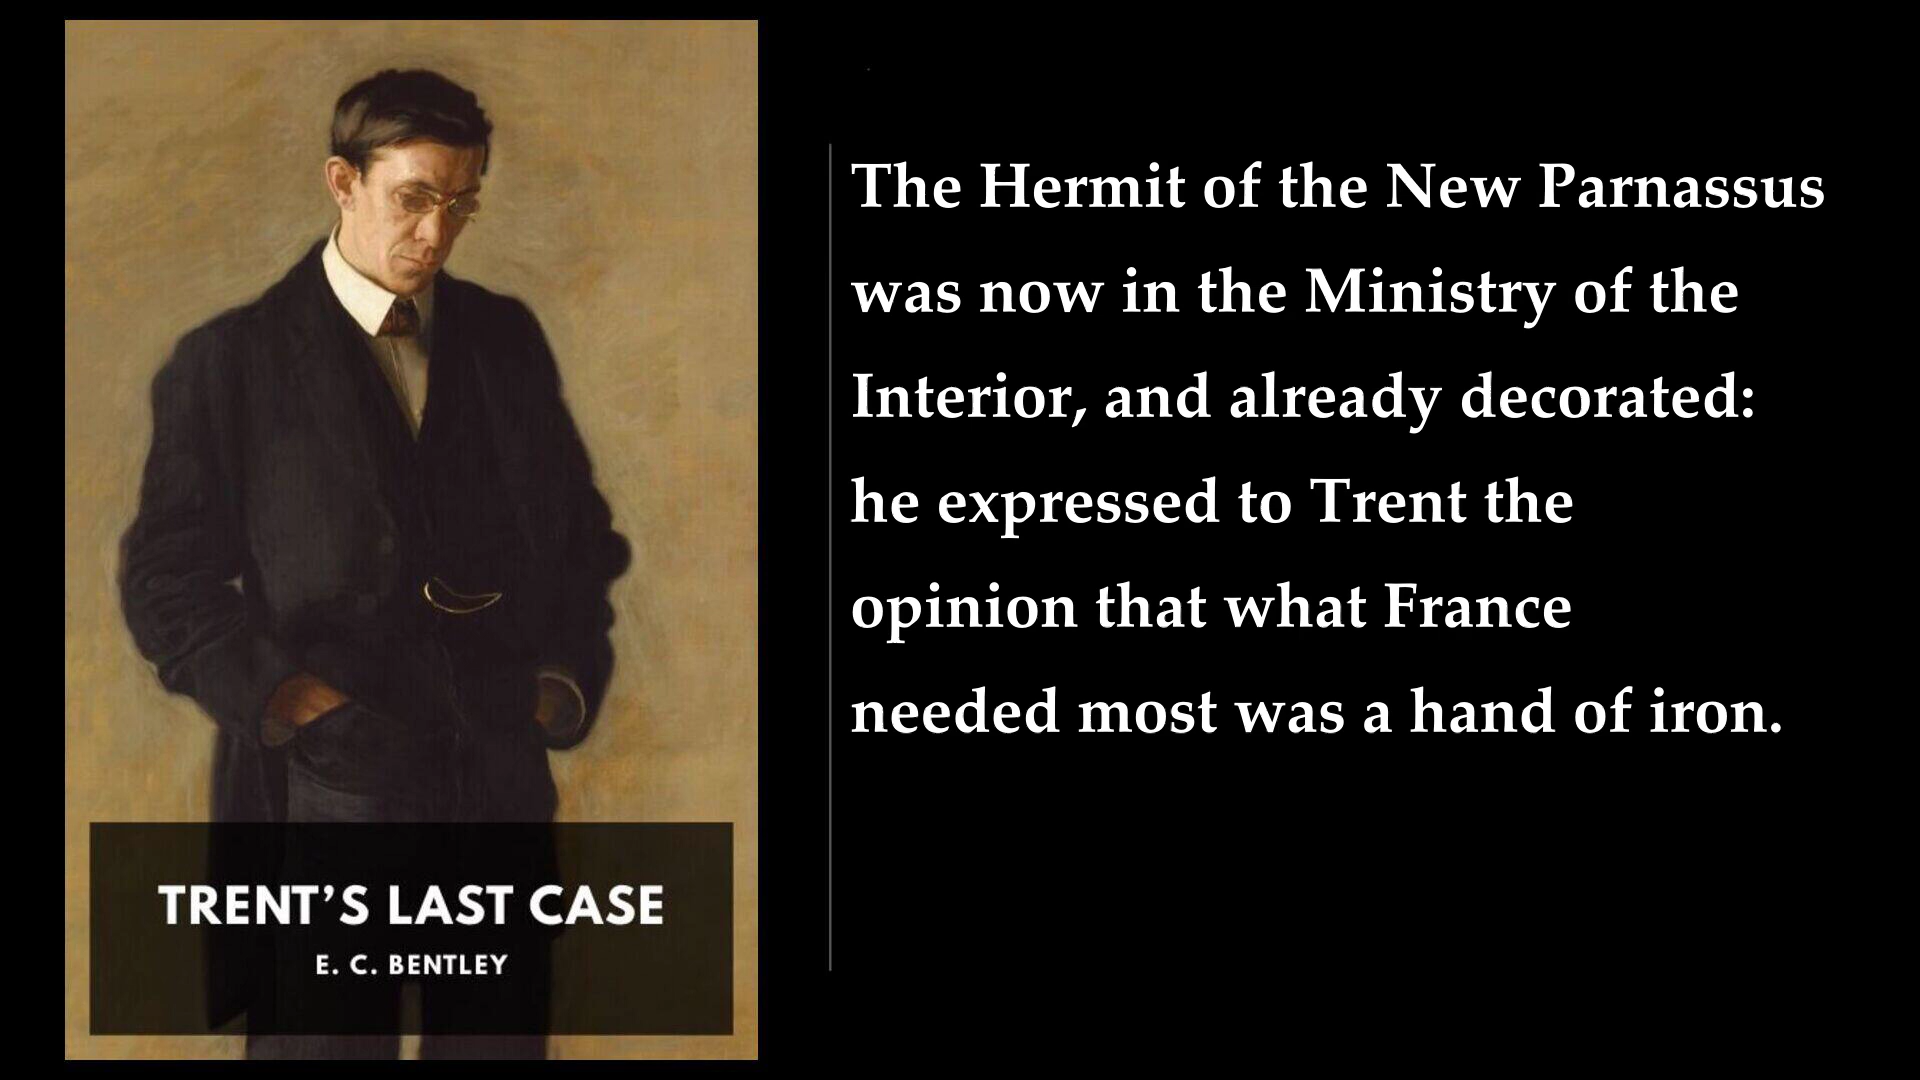 The Hermit of the New Parnassus
was now in the Ministry of the
Interior, and already decorated:
he expressed to Trent the
opinion that what France
needed most was a hand of iron.
TRENT’S LAST CASE
E. C. BENTLEY